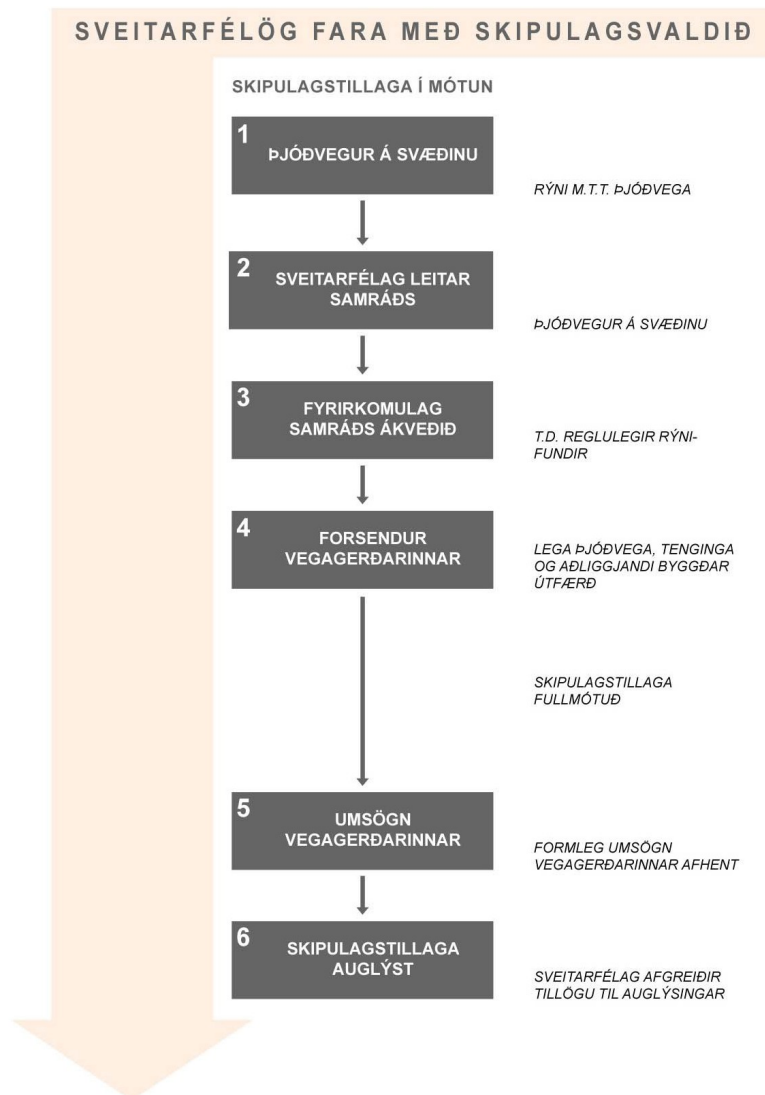 SVEITARFÉLÖG FARA MEÐ SKIPULAGSVALDIÐ
SKIPULAGSTILLAGA Í MÓTUN
1
ÞJÓÐVEGUR Á SVÆÐINU
RÝNI M.T.T. ÞJÓÐVEGA
2
SVEITARFÉLAG LEITAR
SAMRÁÐS
ÞJÓÐVEGUR Á SVÆÐINU
3
FYRIRKOMULAG
SAMRÁÐS ÁKVEÐIÐ
T.D. REGLULEGIR RÝNI-
FUNDIR
4
FORSENDUR
VEGAGERÐARINNAR
LEGA ÞJÓÐVEGA, TENGINGA
OG AÐLIGGJANDI BYGGÐAR
ÚTFÆRÐ
SKIPULAGSTILLAGA
FULLMÓTUÐ
5
UMSÖGN
VEGAGERÐARINNAR
FORMLEG UMSÖGN
VEGAGERÐARINNAR AFHENT
6
SKIPULAGSTILLAGA
AUGLÝST
SVEITARFÉLAG AFGREIÐIR
TILLÖGU TIL AUGLÝSINGAR